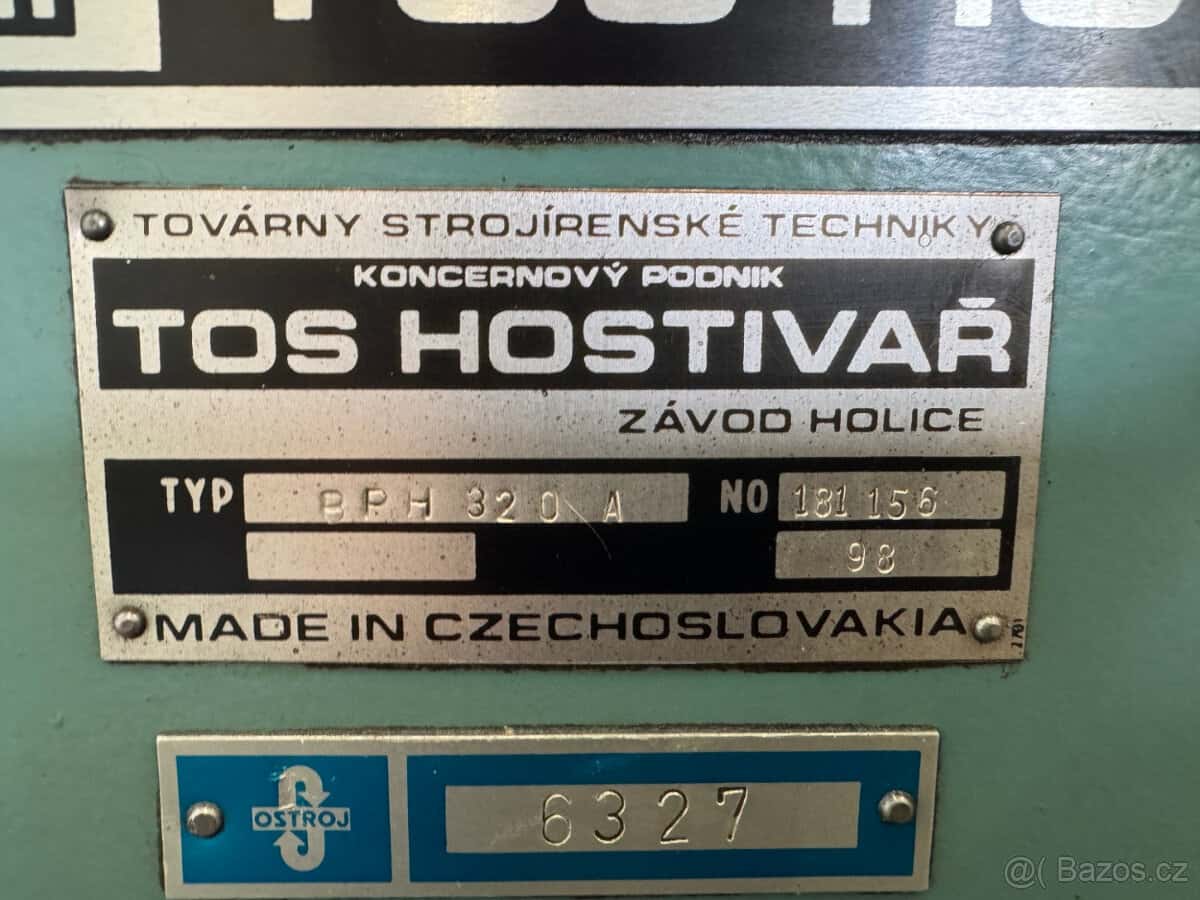 TOVÁRNY STROJÍRENSKÉ TECHNIKY
KONCERNOVÝ PODNIK
TOS HOSTIVAŘ
ZÁVOD HOLICE
TYP BPH 320 A NO 181 156
98
MADE IN CZECHOSLOVAKIA
OSTROJ 6327
Bazos.cz